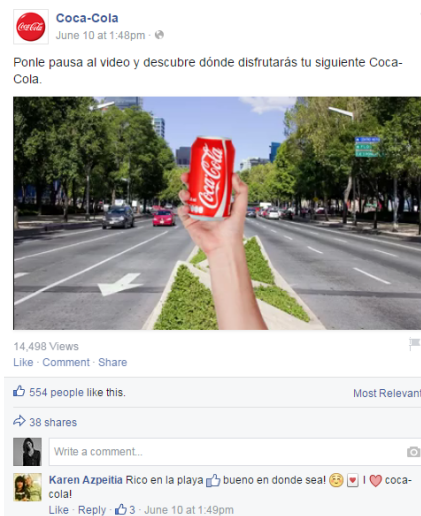 Coca-Cola
Coca-Cola
June 10 at 1:48pm ·
Ponle pausa al video y descubre dónde disfrutarás tu siguiente Coca-
Cola.
Coca-Cola
14,498 Views
Like · Comment · Share
554 people like this.
Most Relevant
38 shares
Write a comment...
Karen Azpeitia Rico en la playa bueno en donde sea! I coca-
cola!
Like · Reply · 3 · June 10 at 1:49pm